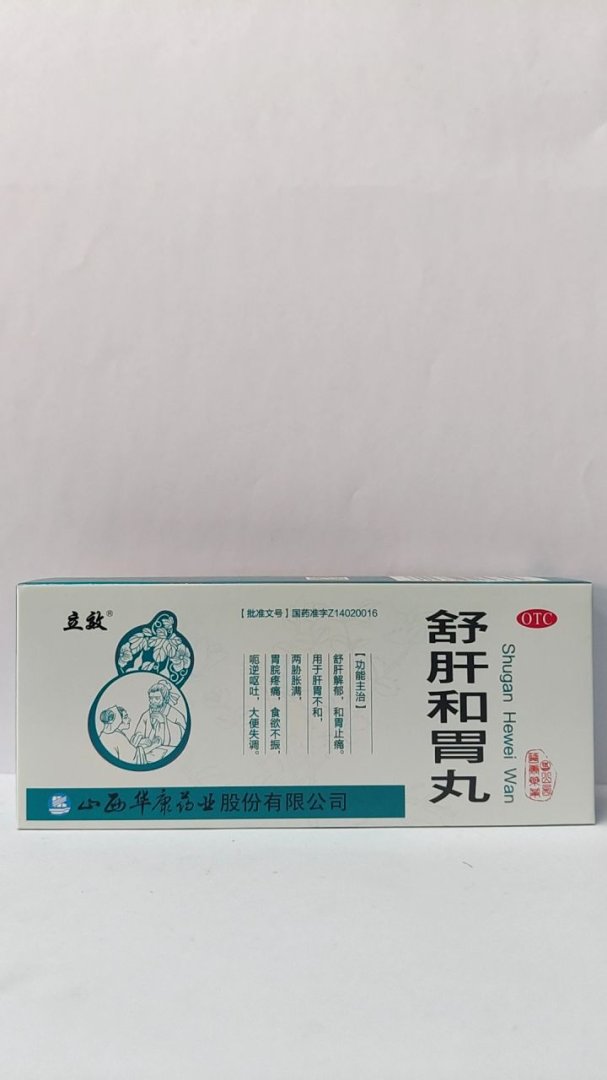 立效®
【批准文号】国药准字Z14020016
【功能主治】
舒肝解郁，和胃止痛。
用于肝胃不和，
两胁胀满，
胃脘疼痛，食欲不振，
呃逆呕吐，大便失调。
舒肝和胃丸
Shugan Hewei Wan
OTC
山西华康药业股份有限公司